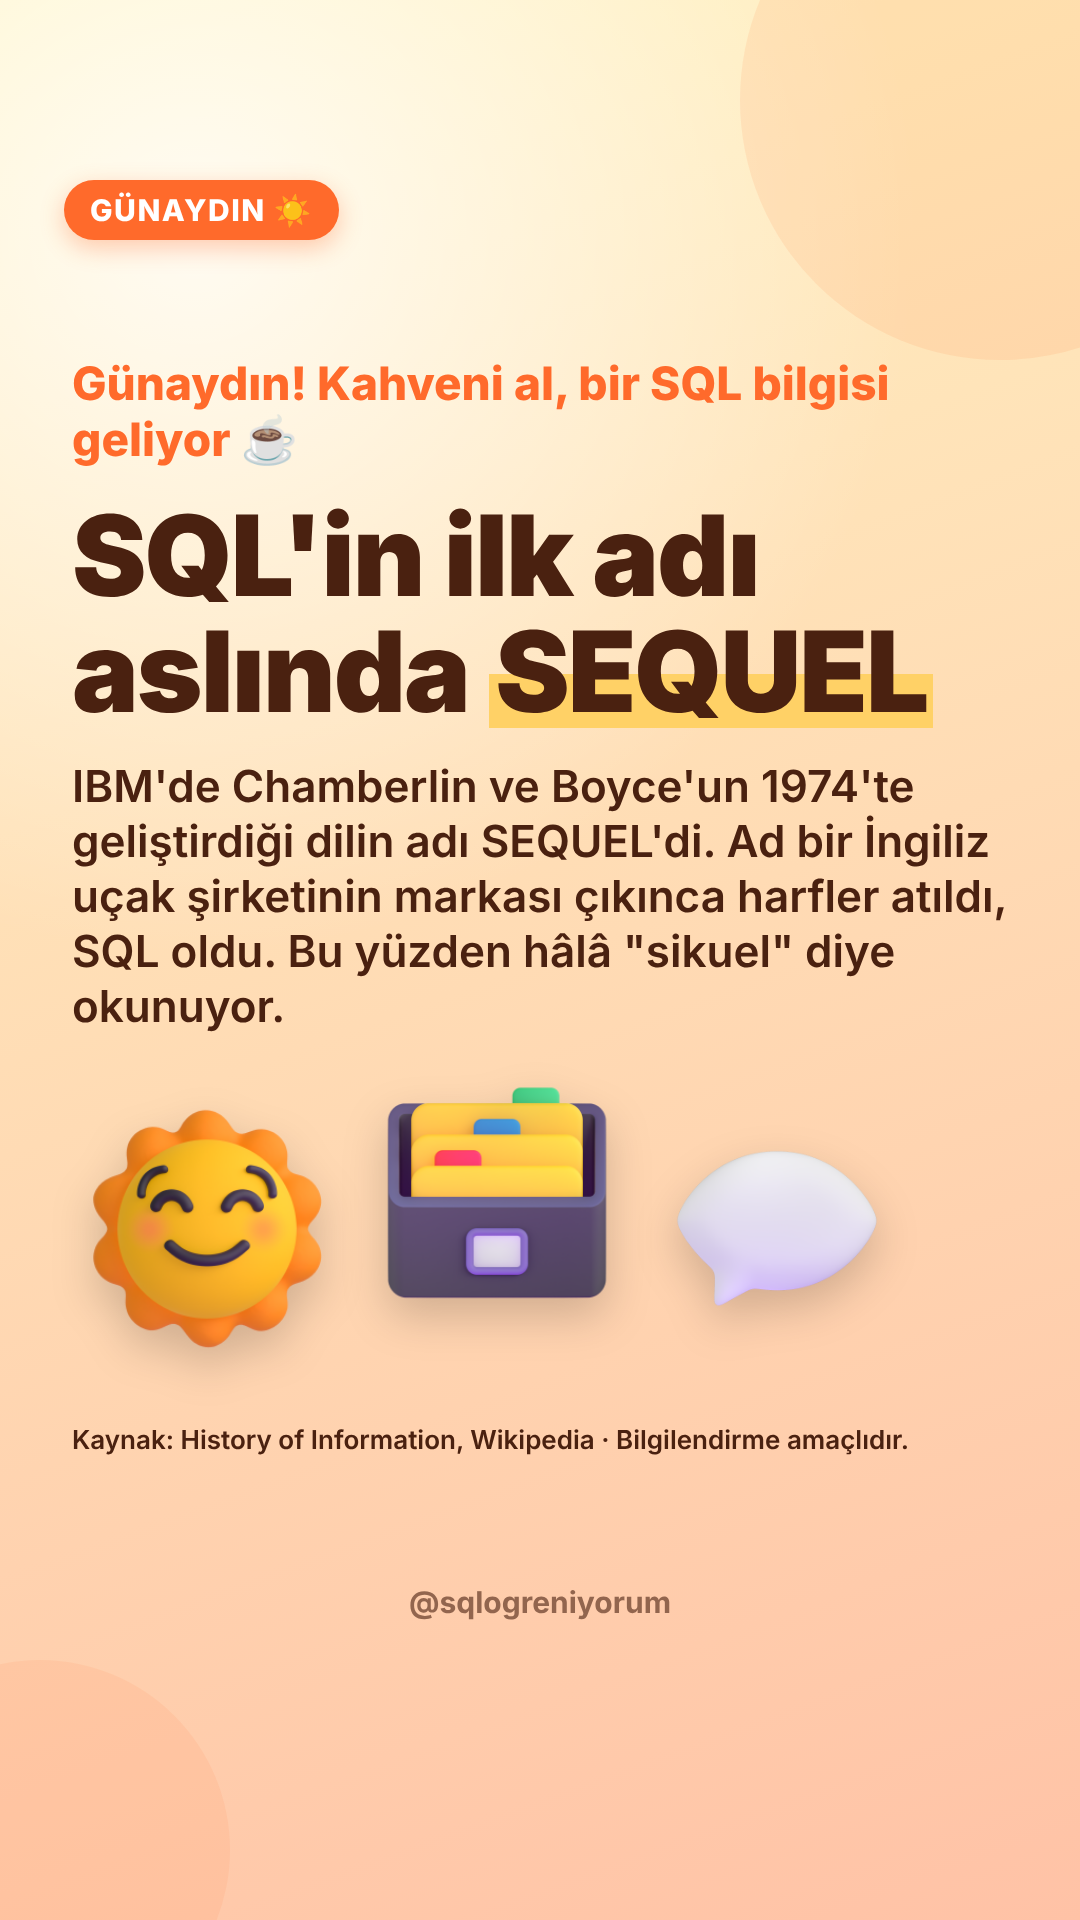 GÜNAYDIN ☀️
Günaydın! Kahveni al, bir SQL bilgisi
geliyor ☕
SQL'in ilk adı
aslında SEQUEL
IBM'de Chamberlin ve Boyce'un 1974'te
geliştirdiği dilin adı SEQUEL'di. Ad bir İngiliz
uçak şirketinin markası çıkınca harfler atıldı,
SQL oldu. Bu yüzden hâlâ "sikuel" diye
okunuyor.
Kaynak: History of Information, Wikipedia · Bilgilendirme amaçlıdır.
@sqlogreniyorum